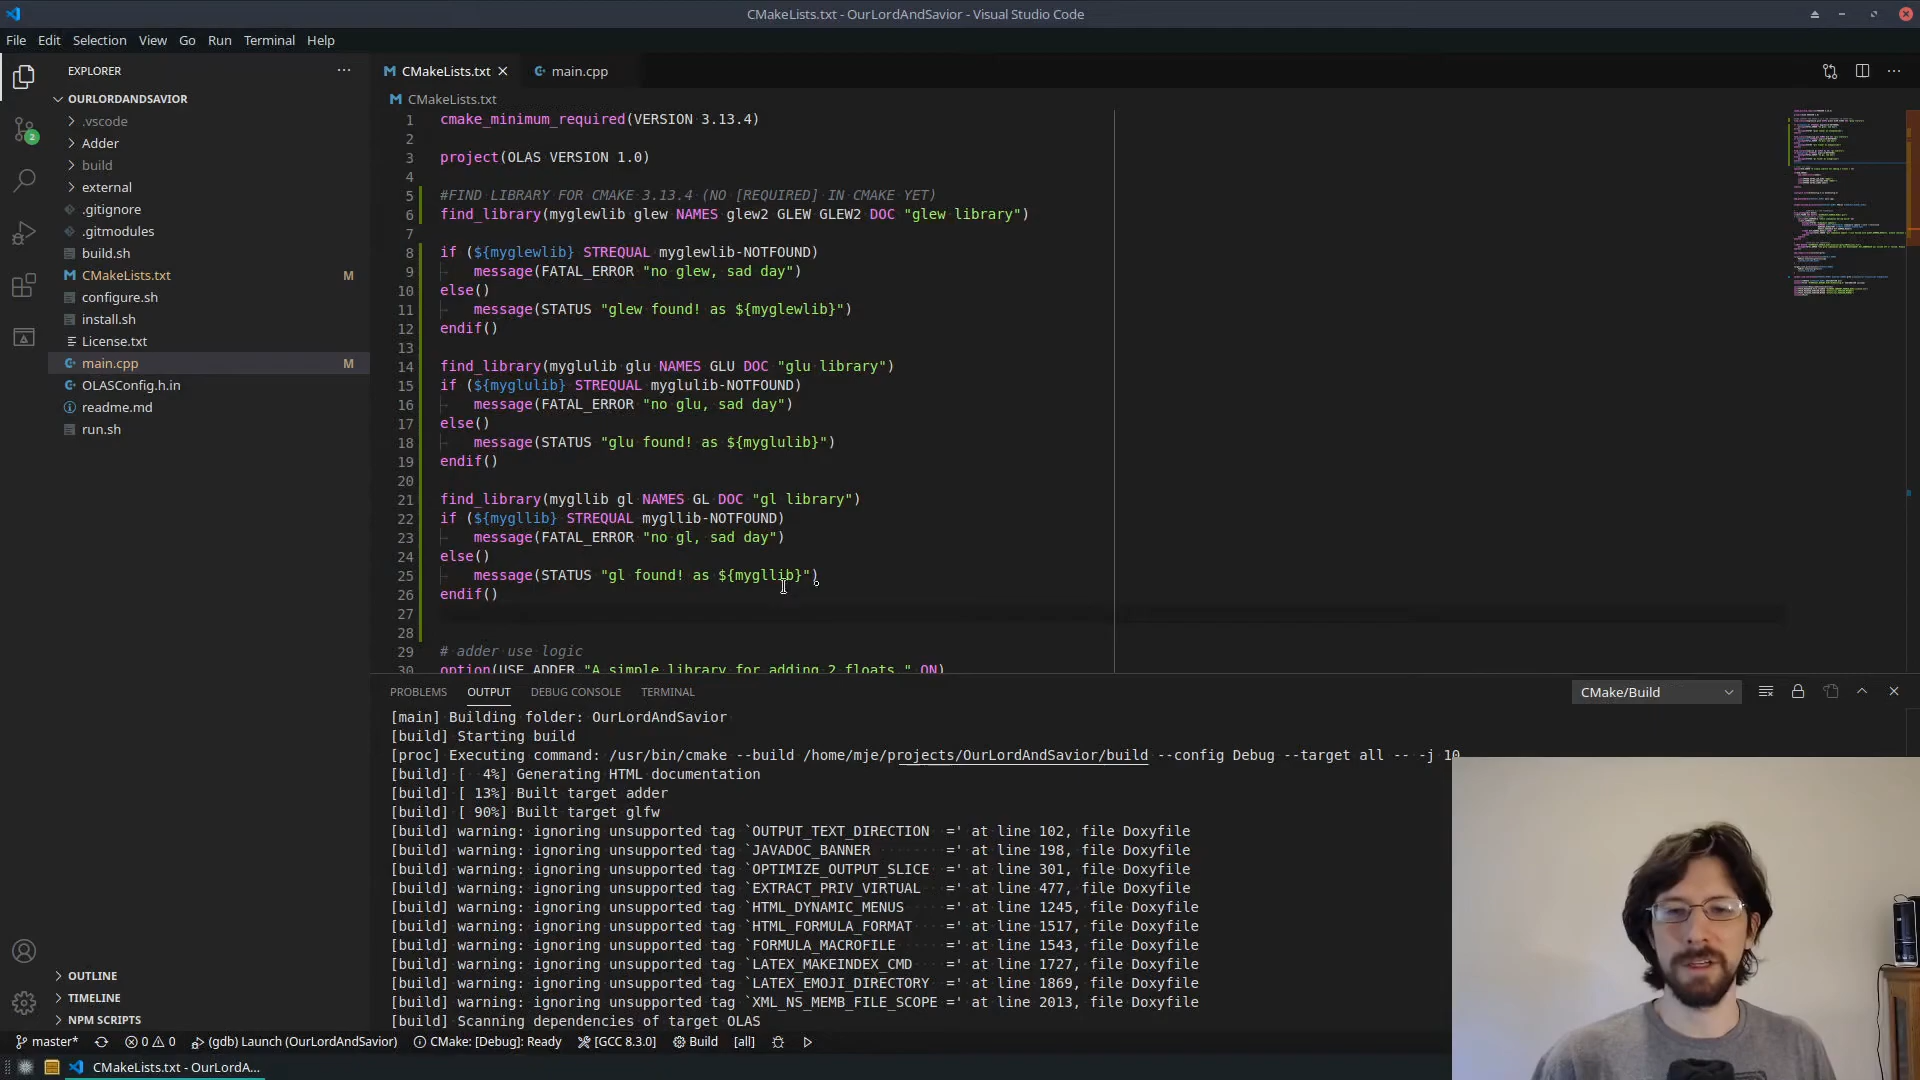 CMakeLists.txt - OurLordAndSavior - Visual Studio Code
File Edit Selection View Go Run Terminal Help
EXPLORER
OURLORDANDSAVIOR
.vscode
Adder
build
external
.gitignore
.gitmodules
build.sh
CMakeLists.txt M
configure.sh
install.sh
License.txt
main.cpp M
OLASConfig.h.in
readme.md
run.sh
OUTLINE
TIMELINE
NPM SCRIPTS
2
CMakeLists.txt main.cpp
CMakeLists.txt
1 cmake_minimum_required(VERSION 3.13.4)
2
3 project(OLAS VERSION 1.0)
4
5 #FIND LIBRARY FOR CMAKE 3.13.4 (NO [REQUIRED] IN CMAKE YET)
6 find_library(myglewlib glew NAMES glew2 GLEW GLEW2 DOC "glew library")
7
8 if (${myglewlib} STREQUAL myglewlib-NOTFOUND)
9 message(FATAL_ERROR "no glew, sad day")
10 else()
11 message(STATUS "glew found! as ${myglewlib}")
12 endif()
13
14 find_library(myglulib glu NAMES GLU DOC "glu library")
15 if (${myglulib} STREQUAL myglulib-NOTFOUND)
16 message(FATAL_ERROR "no glu, sad day")
17 else()
18 message(STATUS "glu found! as ${myglulib}")
19 endif()
20
21 find_library(mygllib gl NAMES GL DOC "gl library")
22 if (${mygllib} STREQUAL mygllib-NOTFOUND)
23 message(FATAL_ERROR "no gl, sad day")
24 else()
25 message(STATUS "gl found! as ${mygllib}")
26 endif()
27
28
29 # adder use logic
30 option(USE_ADDER "A simple library for adding 2 floats." ON)
PROBLEMS OUTPUT DEBUG CONSOLE TERMINAL CMake/Build
[main] Building folder: OurLordAndSavior
[build] Starting build
[proc] Executing command: /usr/bin/cmake --build /home/mje/projects/OurLordAndSavior/build --config Debug --target all -- -j 10
[build] [  4%] Generating HTML documentation
[build] [ 13%] Built target adder
[build] [ 90%] Built target glfw
[build] warning: ignoring unsupported tag `OUTPUT_TEXT_DIRECTION  =' at line 102, file Doxyfile
[build] warning: ignoring unsupported tag `JAVADOC_BANNER         =' at line 198, file Doxyfile
[build] warning: ignoring unsupported tag `OPTIMIZE_OUTPUT_SLICE  =' at line 301, file Doxyfile
[build] warning: ignoring unsupported tag `EXTRACT_PRIV_VIRTUAL   =' at line 477, file Doxyfile
[build] warning: ignoring unsupported tag `HTML_DYNAMIC_MENUS     =' at line 1245, file Doxyfile
[build] warning: ignoring unsupported tag `HTML_FORMULA_FORMAT    =' at line 1517, file Doxyfile
[build] warning: ignoring unsupported tag `FORMULA_MACROFILE      =' at line 1543, file Doxyfile
[build] warning: ignoring unsupported tag `LATEX_MAKEINDEX_CMD    =' at line 1727, file Doxyfile
[build] warning: ignoring unsupported tag `LATEX_EMOJI_DIRECTORY  =' at line 1869, file Doxyfile
[build] warning: ignoring unsupported tag `XML_NS_MEMB_FILE_SCOPE =' at line 2013, file Doxyfile
[build] Scanning dependencies of target OLAS
master* 0 0 (gdb) Launch (OurLordAndSavior) CMake: [Debug]: Ready [GCC 8.3.0] Build [all]
CMakeLists.txt - OurLordA...